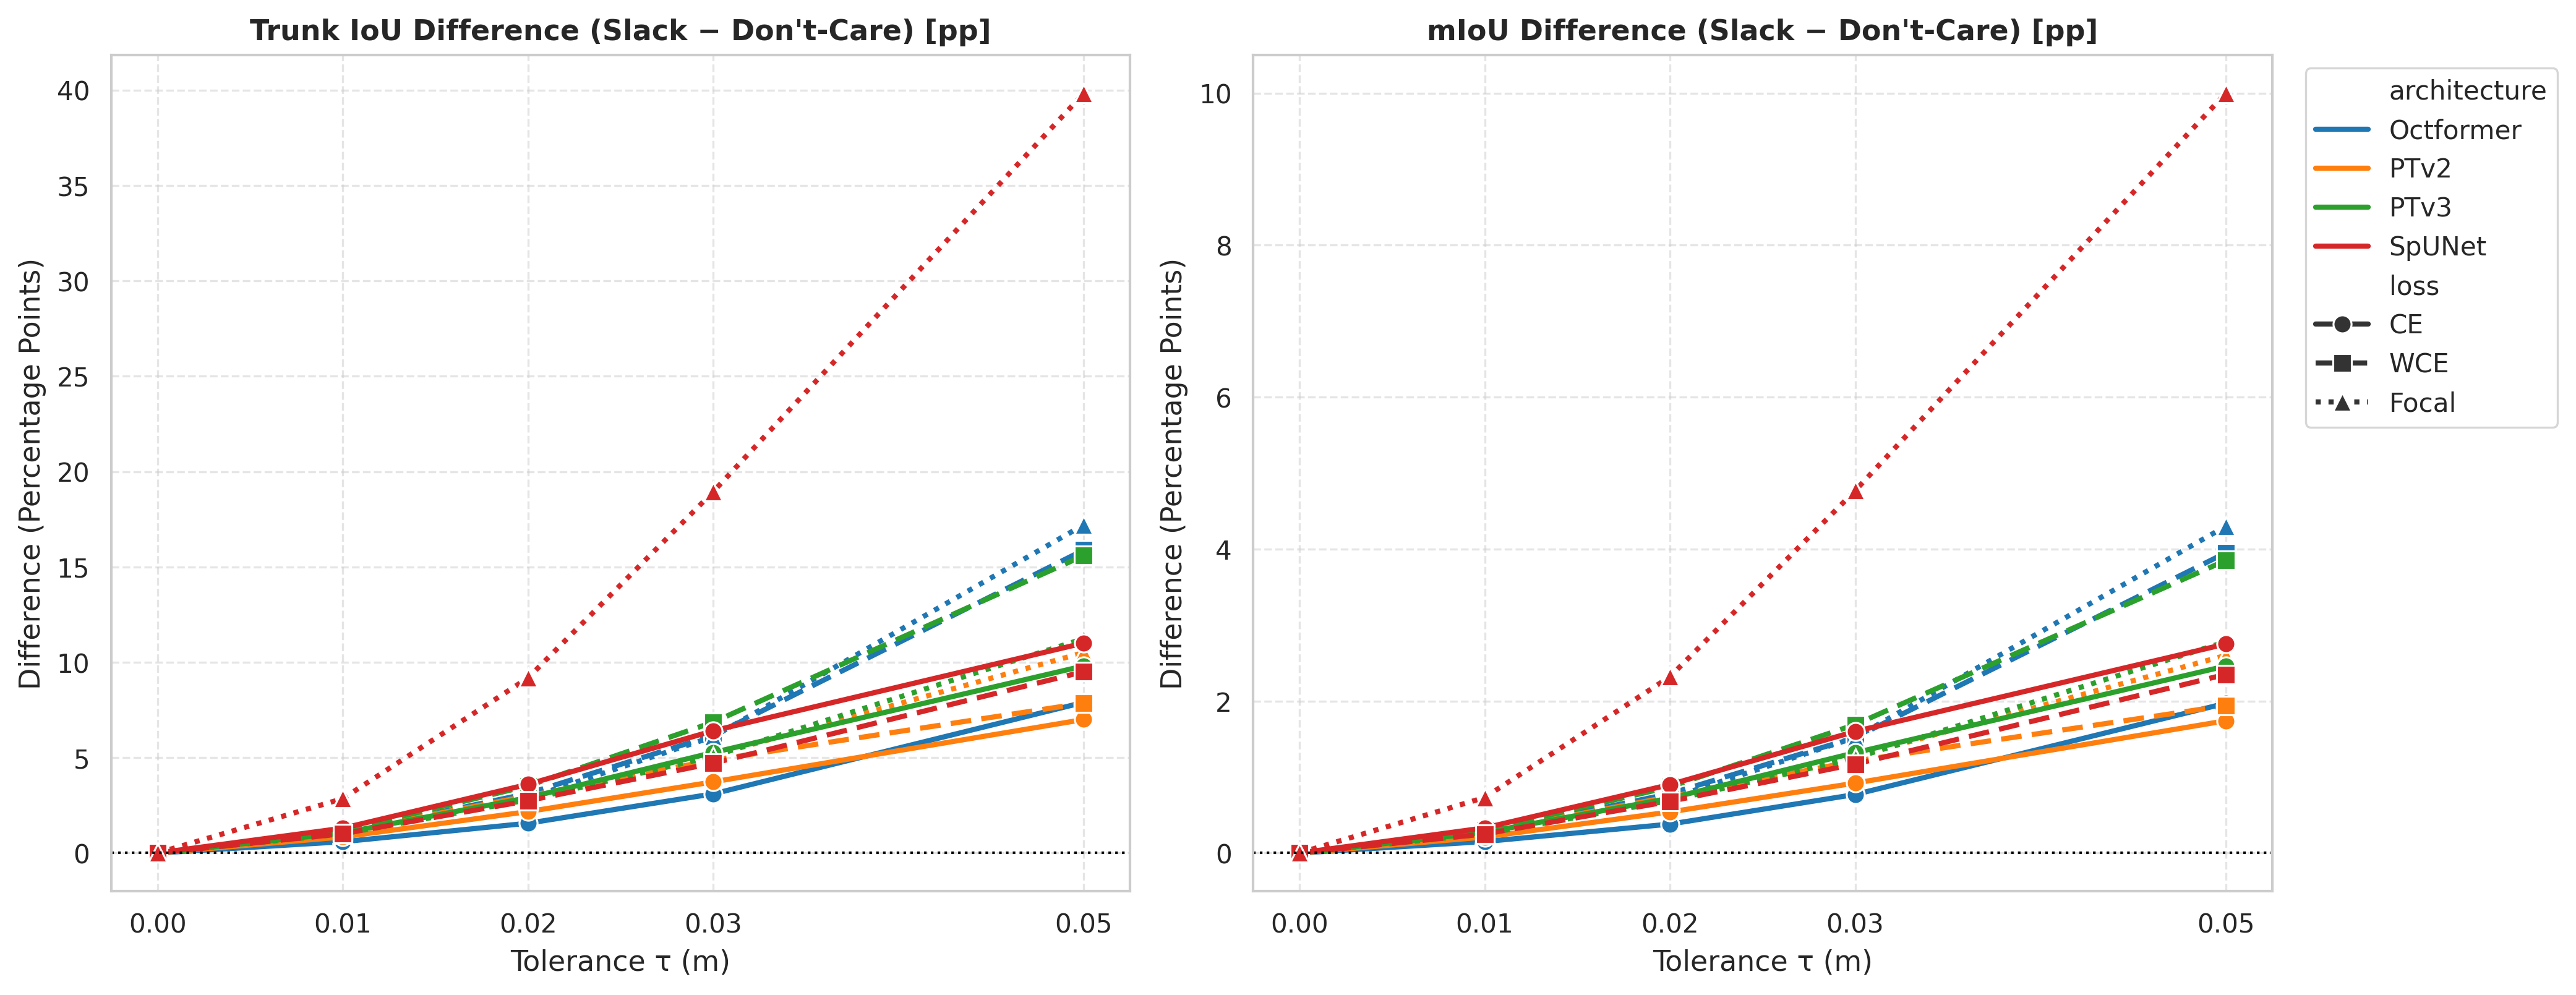 Trunk IoU Difference (Slack − Don't-Care) [pp]
Difference (Percentage Points)
40
35
30
25
20
15
10
5
0
0.00 0.01 0.02 0.03 0.05
Tolerance τ (m)
mIoU Difference (Slack − Don't-Care) [pp]
Difference (Percentage Points)
10
8
6
4
2
0
0.00 0.01 0.02 0.03 0.05
Tolerance τ (m)
architecture
Octformer
PTv2
PTv3
SpUNet
loss
CE
WCE
Focal